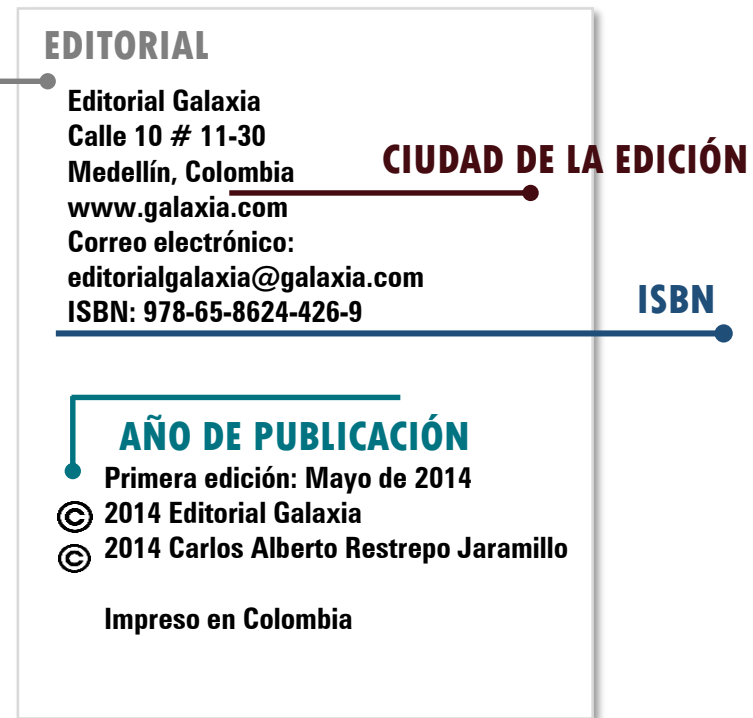 EDITORIAL
Editorial Galaxia
Calle 10 # 11-30
Medellín, Colombia
CIUDAD DE LA EDICIÓN
www.galaxia.com
Correo electrónico:
editorialgalaxia@galaxia.com
ISBN: 978-65-8624-426-9
ISBN
AÑO DE PUBLICACIÓN
Primera edición: Mayo de 2014
© 2014 Editorial Galaxia
© 2014 Carlos Alberto Restrepo Jaramillo
Impreso en Colombia